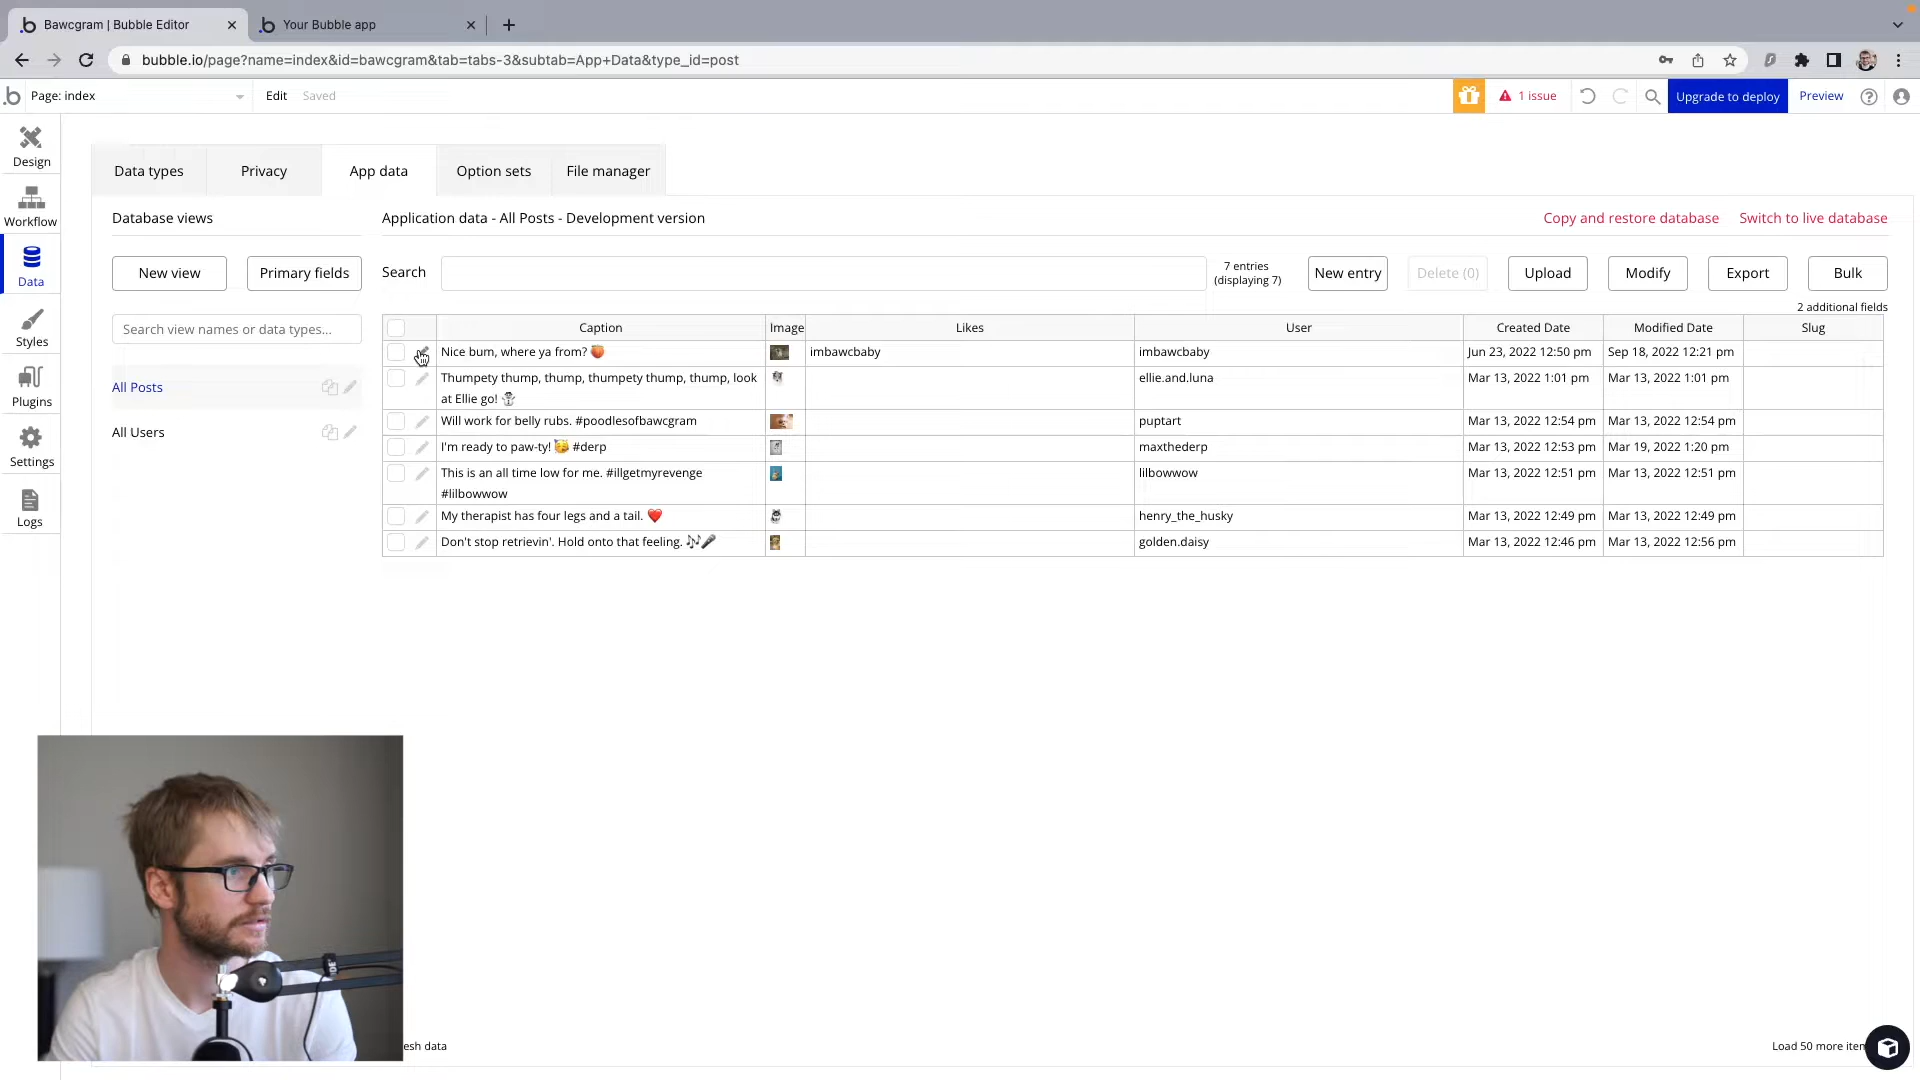 Bawcgram | Bubble Editor
Your Bubble app
bubble.io/page?name=index&id=bawcgram&tab=tabs-3&subtab=App+Data&type_id=post
Page: index
Edit
Saved
1 issue
Upgrade to deploy
Preview
Design
Workflow
Data
Styles
Plugins
Settings
Logs
Data types
Privacy
App data
Option sets
File manager
Database views
Application data - All Posts - Development version
Copy and restore database
Switch to live database
New view
Primary fields
Search
7 entries
(displaying 7)
New entry
Delete (0)
Upload
Modify
Export
Bulk
2 additional fields
Search view names or data types...
All Posts
All Users
Caption Image Likes User Created Date Modified Date Slug
Nice bum, where ya from? 🍑 imbawcbaby imbawcbaby Jun 23, 2022 12:50 pm Sep 18, 2022 12:21 pm
Thumpety thump, thump, thumpety thump, thump, look ellie.and.luna Mar 13, 2022 1:01 pm Mar 13, 2022 1:01 pm
at Ellie go! ☃️
Will work for belly rubs. #poodlesofbawcgram puptart Mar 13, 2022 12:54 pm Mar 13, 2022 12:54 pm
I'm ready to paw-ty! 🥳 #derp maxthederp Mar 13, 2022 12:53 pm Mar 19, 2022 1:20 pm
This is an all time low for me. #illgetmyrevenge lilbowwow Mar 13, 2022 12:51 pm Mar 13, 2022 12:51 pm
#lilbowwow
My therapist has four legs and a tail. ❤️ henry_the_husky Mar 13, 2022 12:49 pm Mar 13, 2022 12:49 pm
Don't stop retrievin'. Hold onto that feeling. 🎶🎤 golden.daisy Mar 13, 2022 12:46 pm Mar 13, 2022 12:56 pm
esh data
Load 50 more iten